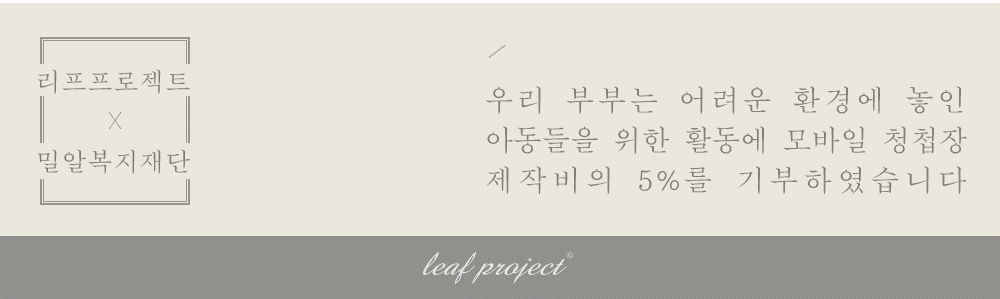 리프프로젝트
X
밀알복지재단
우리 부부는 어려운 환경에 놓인
아동들을 위한 활동에 모바일 청첩장
제작비의 5%를 기부하였습니다
leaf project®